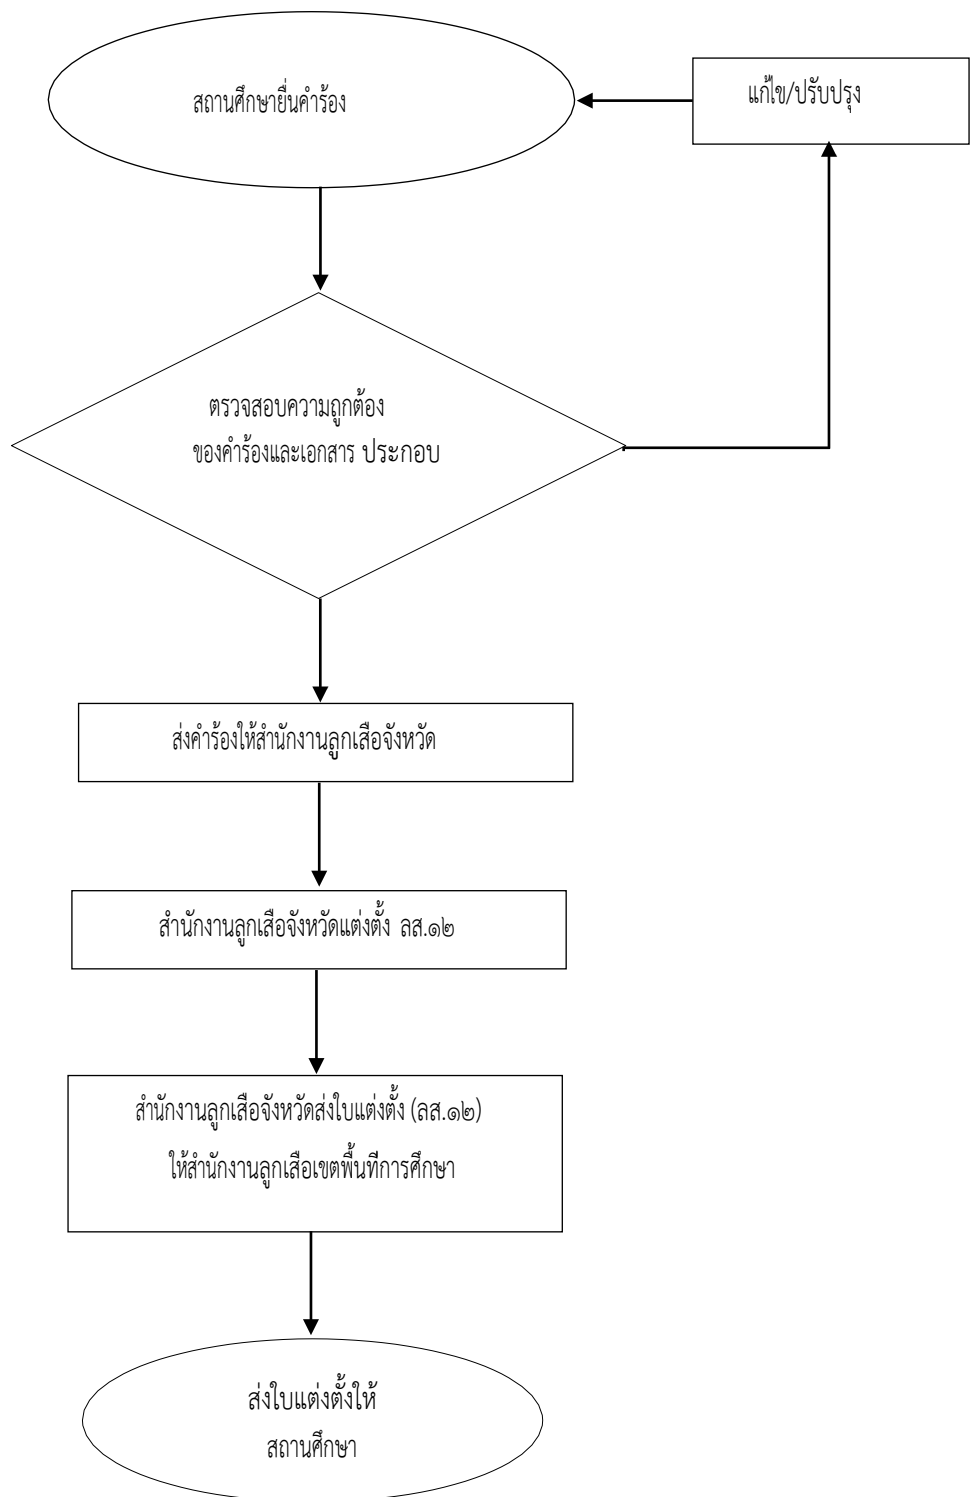 สถานศึกษายื่นคำร้อง
แก้ไข/ปรับปรุง
ตรวจสอบความถูกต้อง
ของคำร้องและเอกสาร ประกอบ
ส่งคำร้องให้สำนักงานลูกเสือจังหวัด
สำนักงานลูกเสือจังหวัดแต่งตั้ง ลส.๑๒
สำนักงานลูกเสือจังหวัดส่งใบแต่งตั้ง (ลส.๑๒)
ให้สำนักงานลูกเสือเขตพื้นที่การศึกษา
ส่งใบแต่งตั้งให้
สถานศึกษา